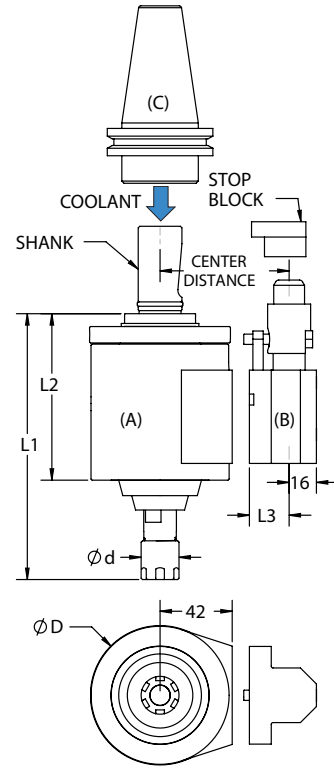 (C)
COOLANT
STOP
BLOCK
SHANK
CENTER
DISTANCE
L2
L1
(A)
(B)
16
L3
Ød
ØD
42